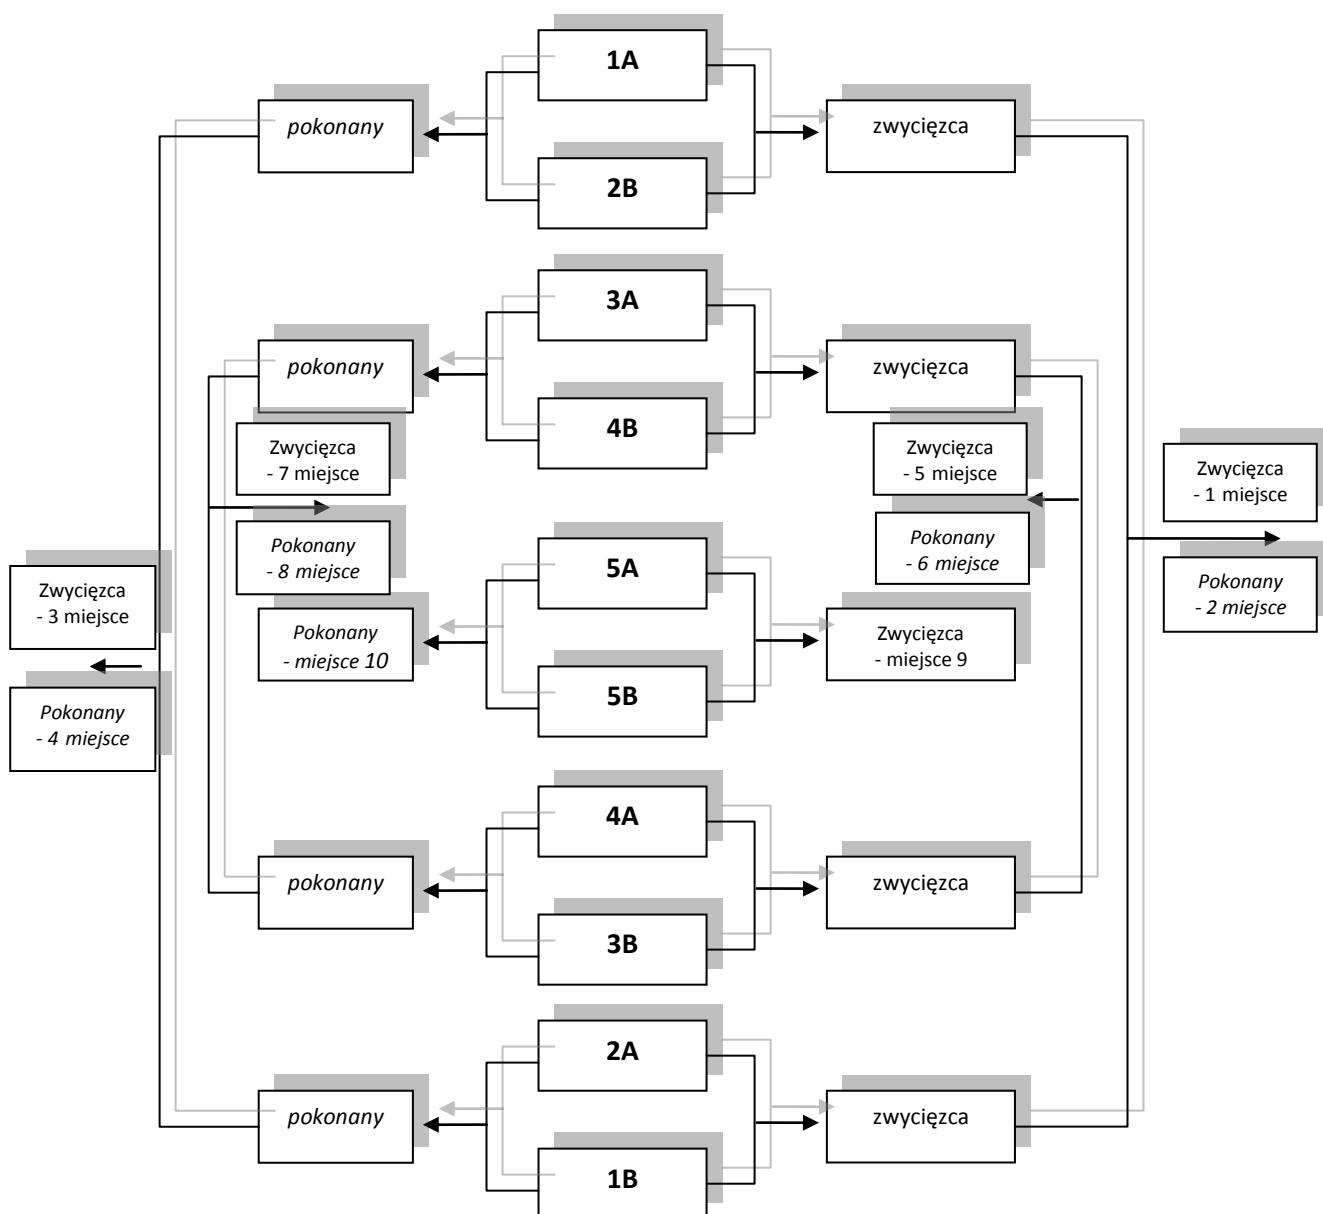 1A
pokonany
zwycięzca
2B
3A
pokonany
zwycięzca
4B
Zwycięzca
- 7 miejsce
Zwycięzca
- 5 miejsce
Zwycięzca
- 1 miejsce
Pokonany
- 8 miejsce
Pokonany
- 6 miejsce
5A
Zwycięzca
- 3 miejsce
Pokonany
- 2 miejsce
Pokonany
- miejsce 10
Zwycięzca
- miejsce 9
5B
Pokonany
- 4 miejsce
4A
pokonany
zwycięzca
3B
2A
pokonany
zwycięzca
1B